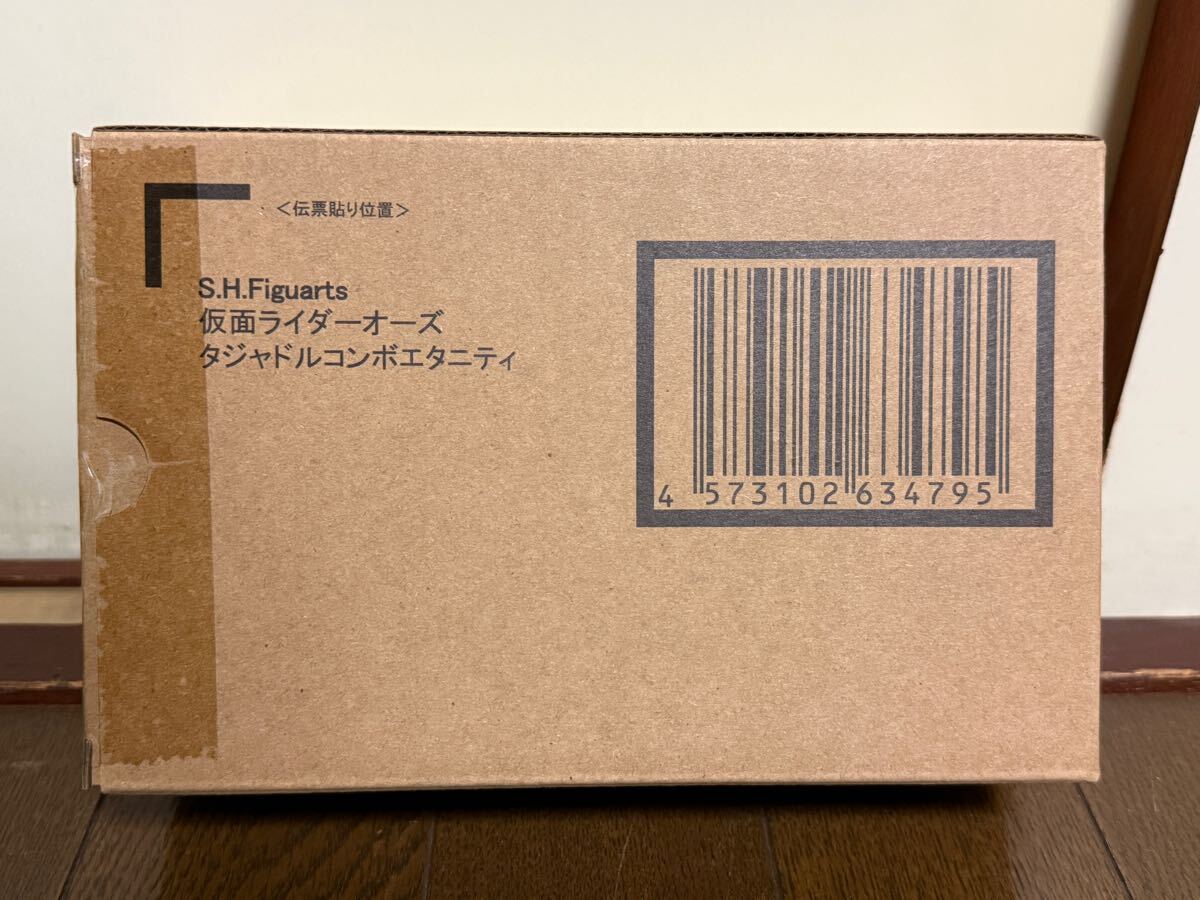 ＜伝票貼り位置＞
S.H.Figuarts
仮面ライダーオーズ
タジャドルコンボエタニティ
4 573102 634795